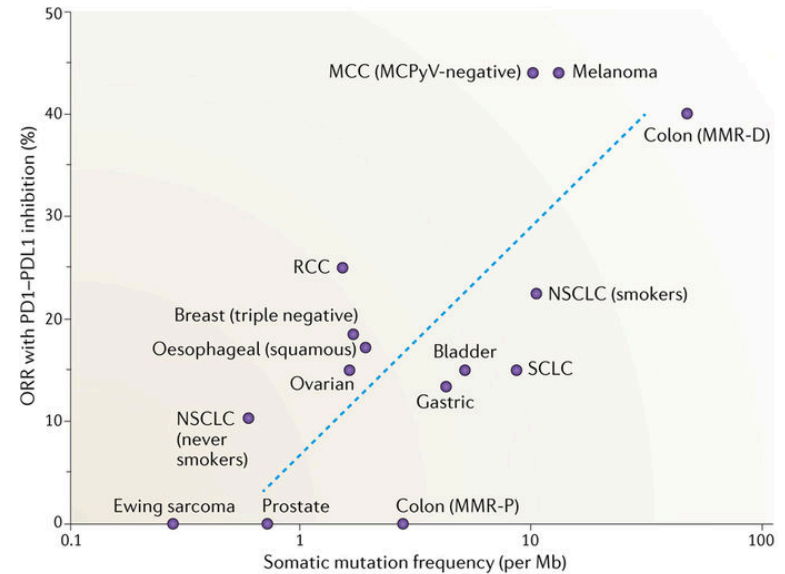 50
MCC (MCPyV-negative) Melanoma
40
Colon (MMR-D)
ORR with PD1–PDL1 inhibition (%)
30
RCC
NSCLC (smokers)
20
Breast (triple negative)
Oesophageal (squamous)
Bladder
Ovarian
SCLC
Gastric
10
NSCLC
(never
smokers)
Ewing sarcoma Prostate Colon (MMR-P)
0
0.1 1 10 100
Somatic mutation frequency (per Mb)